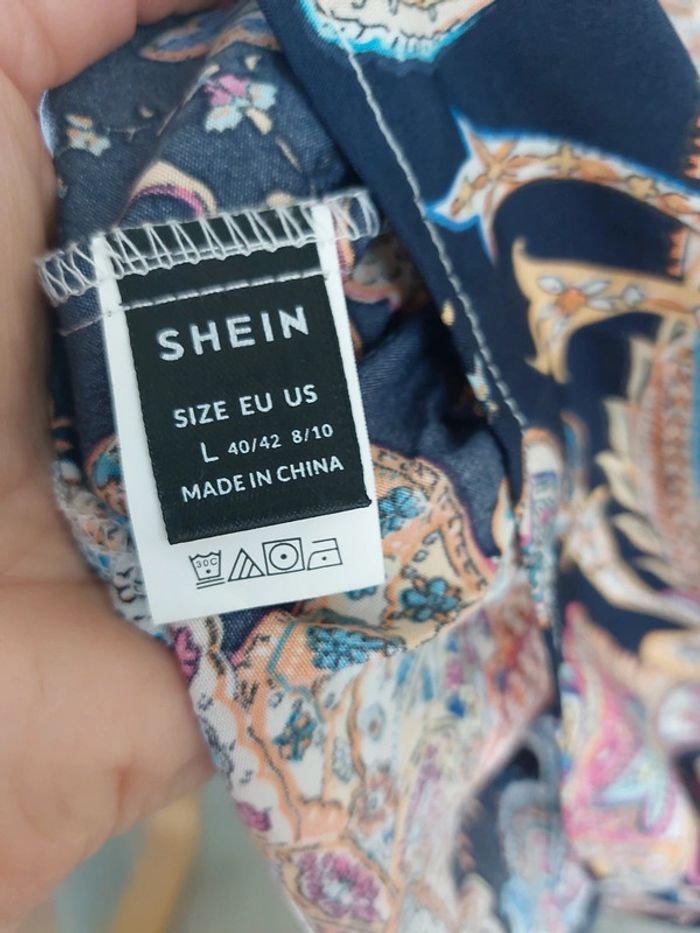 SHEIN
SIZE EU US
L 40/42 8/10
MADE IN CHINA
30C